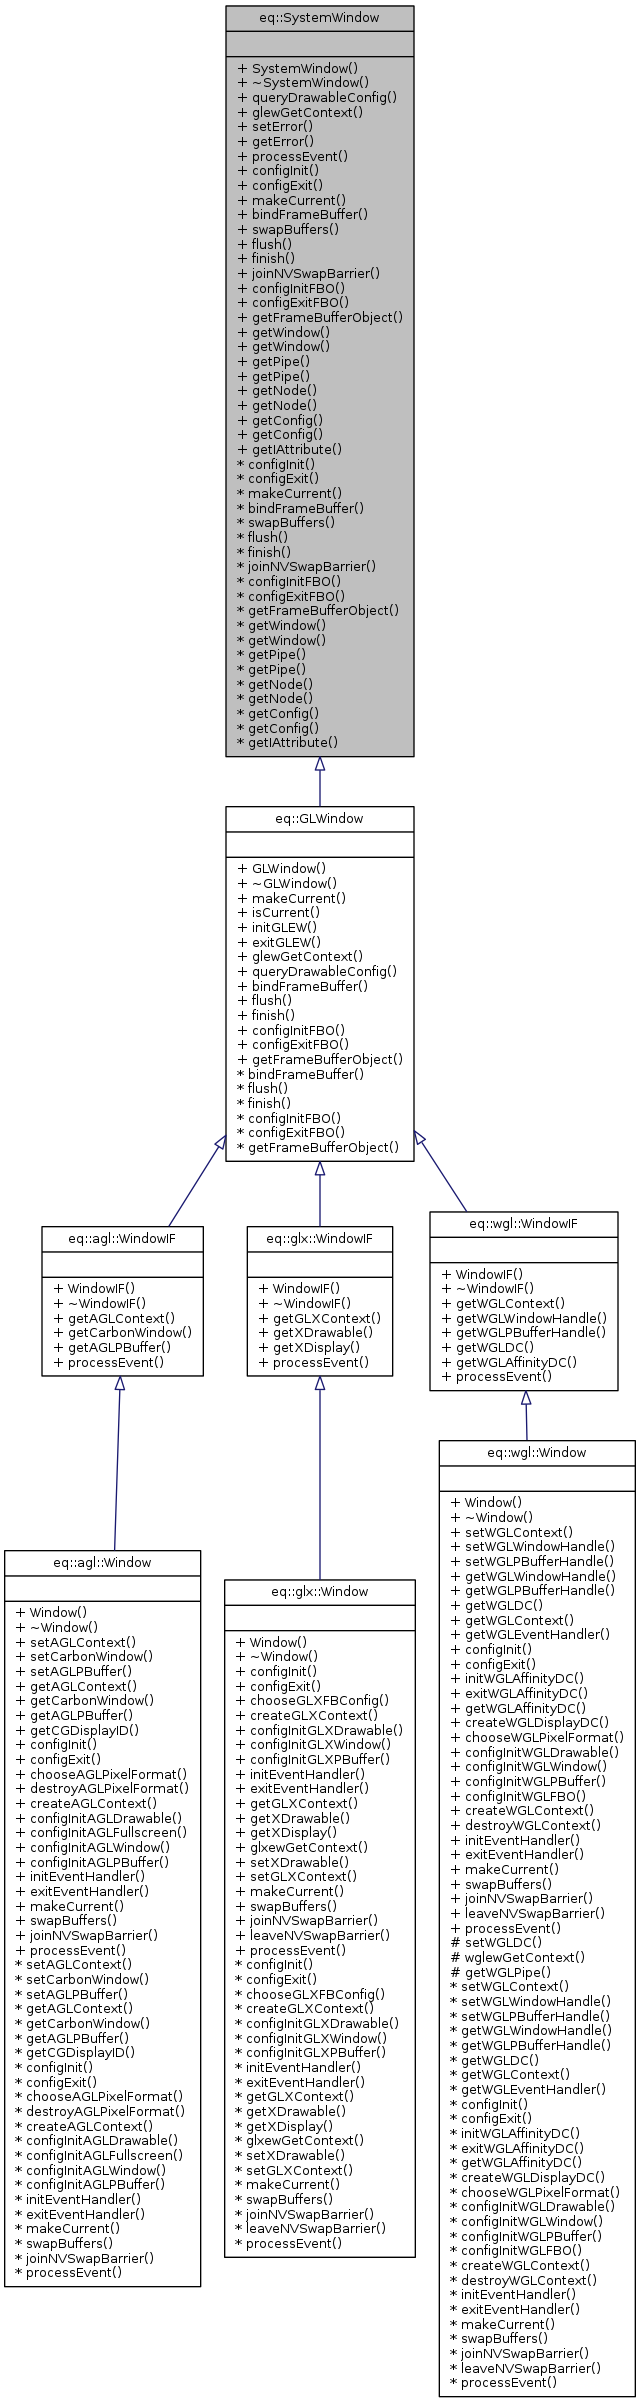 eq::SystemWindow
+ SystemWindow()
+ ~SystemWindow()
+ queryDrawableConfig()
+ glewGetContext()
+ setError()
+ getError()
+ processEvent()
+ configInit()
+ configExit()
+ makeCurrent()
+ bindFrameBuffer()
+ swapBuffers()
+ flush()
+ finish()
+ joinNVSwapBarrier()
+ configInitFBO()
+ configExitFBO()
+ getFrameBufferObject()
+ getWindow()
+ getWindow()
+ getPipe()
+ getPipe()
+ getNode()
+ getNode()
+ getConfig()
+ getConfig()
+ getIAttribute()
* configInit()
* configExit()
* makeCurrent()
* bindFrameBuffer()
* swapBuffers()
* flush()
* finish()
* joinNVSwapBarrier()
* configInitFBO()
* configExitFBO()
* getFrameBufferObject()
* getWindow()
* getWindow()
* getPipe()
* getPipe()
* getNode()
* getNode()
* getConfig()
* getConfig()
* getIAttribute()
eq::GLWindow
+ GLWindow()
+ ~GLWindow()
+ makeCurrent()
+ isCurrent()
+ initGLEW()
+ exitGLEW()
+ glewGetContext()
+ queryDrawableConfig()
+ bindFrameBuffer()
+ flush()
+ finish()
+ configInitFBO()
+ configExitFBO()
+ getFrameBufferObject()
* bindFrameBuffer()
* flush()
* finish()
* configInitFBO()
* configExitFBO()
* getFrameBufferObject()
eq::agl::WindowIF
+ WindowIF()
+ ~WindowIF()
+ getAGLContext()
+ getCarbonWindow()
+ getAGLPBuffer()
+ processEvent()
eq::glx::WindowIF
+ WindowIF()
+ ~WindowIF()
+ getGLXContext()
+ getXDrawable()
+ getXDisplay()
+ processEvent()
eq::wgl::WindowIF
+ WindowIF()
+ ~WindowIF()
+ getWGLContext()
+ getWGLWindowHandle()
+ getWGLPBufferHandle()
+ getWGLDC()
+ getWGLAffinityDC()
+ processEvent()
eq::agl::Window
+ Window()
+ ~Window()
+ setAGLContext()
+ setCarbonWindow()
+ setAGLPBuffer()
+ getAGLContext()
+ getCarbonWindow()
+ getAGLPBuffer()
+ getCGDisplayID()
+ configInit()
+ configExit()
+ chooseAGLPixelFormat()
+ destroyAGLPixelFormat()
+ createAGLContext()
+ configInitAGLDrawable()
+ configInitAGLFullscreen()
+ configInitAGLWindow()
+ configInitAGLPBuffer()
+ initEventHandler()
+ exitEventHandler()
+ makeCurrent()
+ swapBuffers()
+ joinNVSwapBarrier()
+ processEvent()
* setAGLContext()
* setCarbonWindow()
* setAGLPBuffer()
* getAGLContext()
* getCarbonWindow()
* getAGLPBuffer()
* getCGDisplayID()
* configInit()
* configExit()
* chooseAGLPixelFormat()
* destroyAGLPixelFormat()
* createAGLContext()
* configInitAGLDrawable()
* configInitAGLFullscreen()
* configInitAGLWindow()
* configInitAGLPBuffer()
* initEventHandler()
* exitEventHandler()
* makeCurrent()
* swapBuffers()
* joinNVSwapBarrier()
* processEvent()
eq::glx::Window
+ Window()
+ ~Window()
+ configInit()
+ configExit()
+ chooseGLXFBConfig()
+ createGLXContext()
+ configInitGLXDrawable()
+ configInitGLXWindow()
+ configInitGLXPBuffer()
+ initEventHandler()
+ exitEventHandler()
+ getGLXContext()
+ getXDrawable()
+ getXDisplay()
+ glxewGetContext()
+ setXDrawable()
+ setGLXContext()
+ makeCurrent()
+ swapBuffers()
+ joinNVSwapBarrier()
+ leaveNVSwapBarrier()
+ processEvent()
* configInit()
* configExit()
* chooseGLXFBConfig()
* createGLXContext()
* configInitGLXDrawable()
* configInitGLXWindow()
* configInitGLXPBuffer()
* initEventHandler()
* exitEventHandler()
* getGLXContext()
* getXDrawable()
* getXDisplay()
* glxewGetContext()
* setXDrawable()
* setGLXContext()
* makeCurrent()
* swapBuffers()
* joinNVSwapBarrier()
* leaveNVSwapBarrier()
* processEvent()
eq::wgl::Window
+ Window()
+ ~Window()
+ setWGLContext()
+ setWGLWindowHandle()
+ setWGLPBufferHandle()
+ getWGLWindowHandle()
+ getWGLPBufferHandle()
+ getWGLDC()
+ getWGLContext()
+ getWGLEventHandler()
+ configInit()
+ configExit()
+ initWGLAffinityDC()
+ exitWGLAffinityDC()
+ getWGLAffinityDC()
+ createWGLDisplayDC()
+ chooseWGLPixelFormat()
+ configInitWGLDrawable()
+ configInitWGLWindow()
+ configInitWGLPBuffer()
+ configInitWGLFBO()
+ createWGLContext()
+ destroyWGLContext()
+ initEventHandler()
+ exitEventHandler()
+ makeCurrent()
+ swapBuffers()
+ joinNVSwapBarrier()
+ leaveNVSwapBarrier()
+ processEvent()
# setWGLDC()
# wglewGetContext()
# getWGLPipe()
* setWGLContext()
* setWGLWindowHandle()
* setWGLPBufferHandle()
* getWGLWindowHandle()
* getWGLPBufferHandle()
* getWGLDC()
* getWGLContext()
* getWGLEventHandler()
* configInit()
* configExit()
* initWGLAffinityDC()
* exitWGLAffinityDC()
* getWGLAffinityDC()
* createWGLDisplayDC()
* chooseWGLPixelFormat()
* configInitWGLDrawable()
* configInitWGLWindow()
* configInitWGLPBuffer()
* configInitWGLFBO()
* createWGLContext()
* destroyWGLContext()
* initEventHandler()
* exitEventHandler()
* makeCurrent()
* swapBuffers()
* joinNVSwapBarrier()
* leaveNVSwapBarrier()
* processEvent()